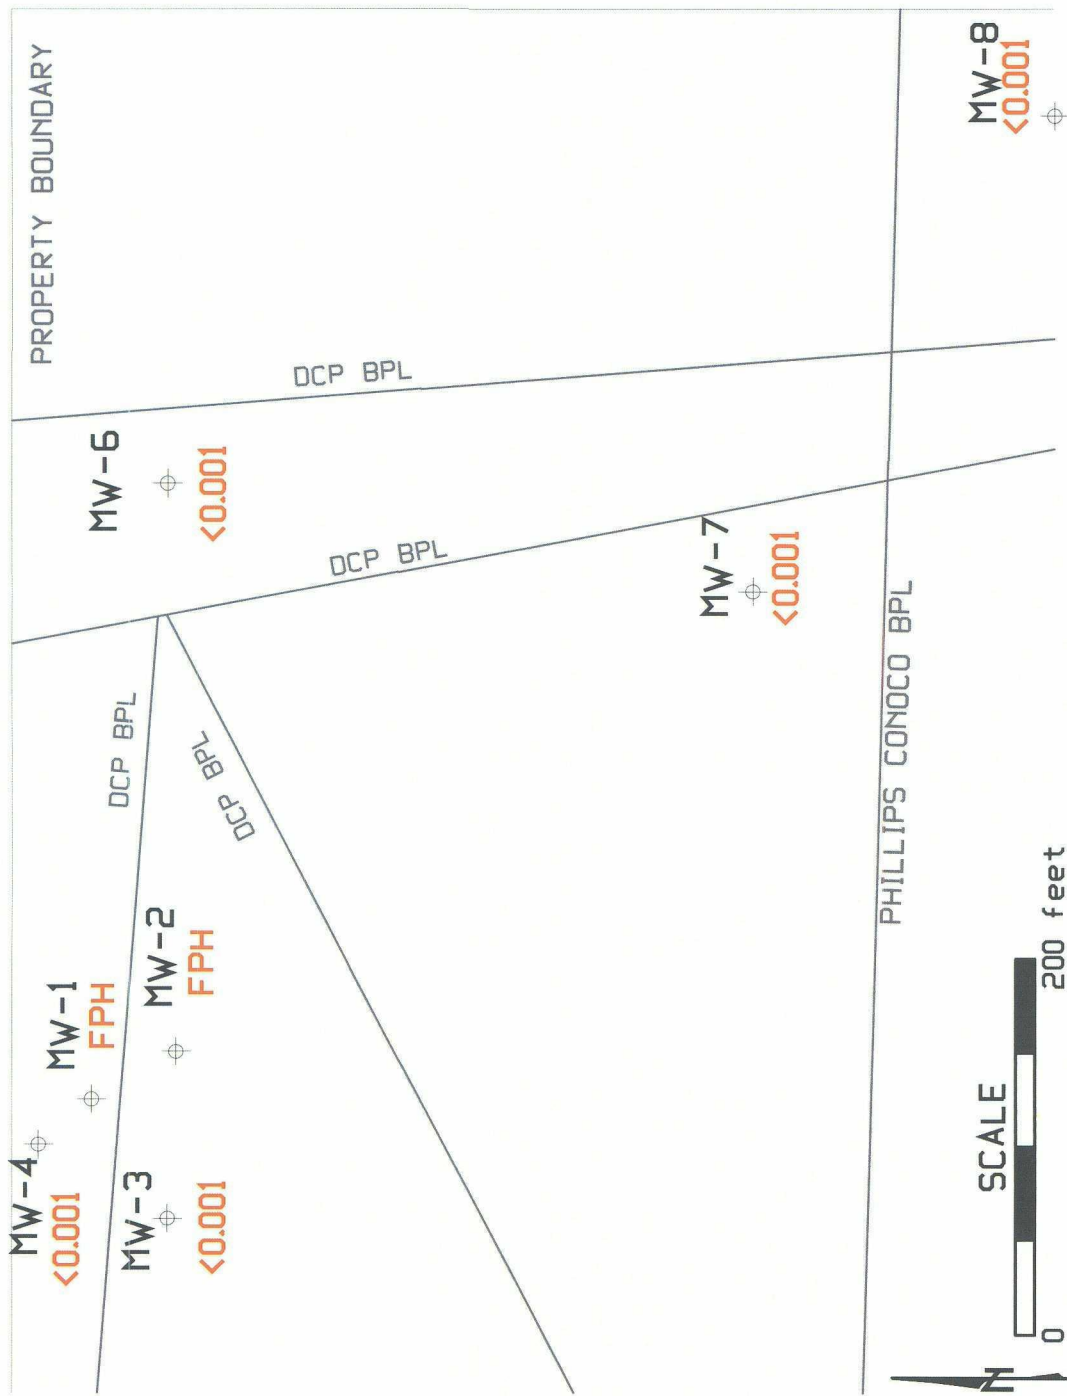 MW-4
<0.001
MW-1
FPH
MW-3
<0.001
MW-2
FPH
DCP BPL
DCP BPL
MW-6
<0.001
DCP BPL
DCP BPL
PROPERTY BOUNDARY
MW-7
<0.001
PHILLIPS CONOCO BPL
MW-8
<0.001
N
SCALE
0
200 feet